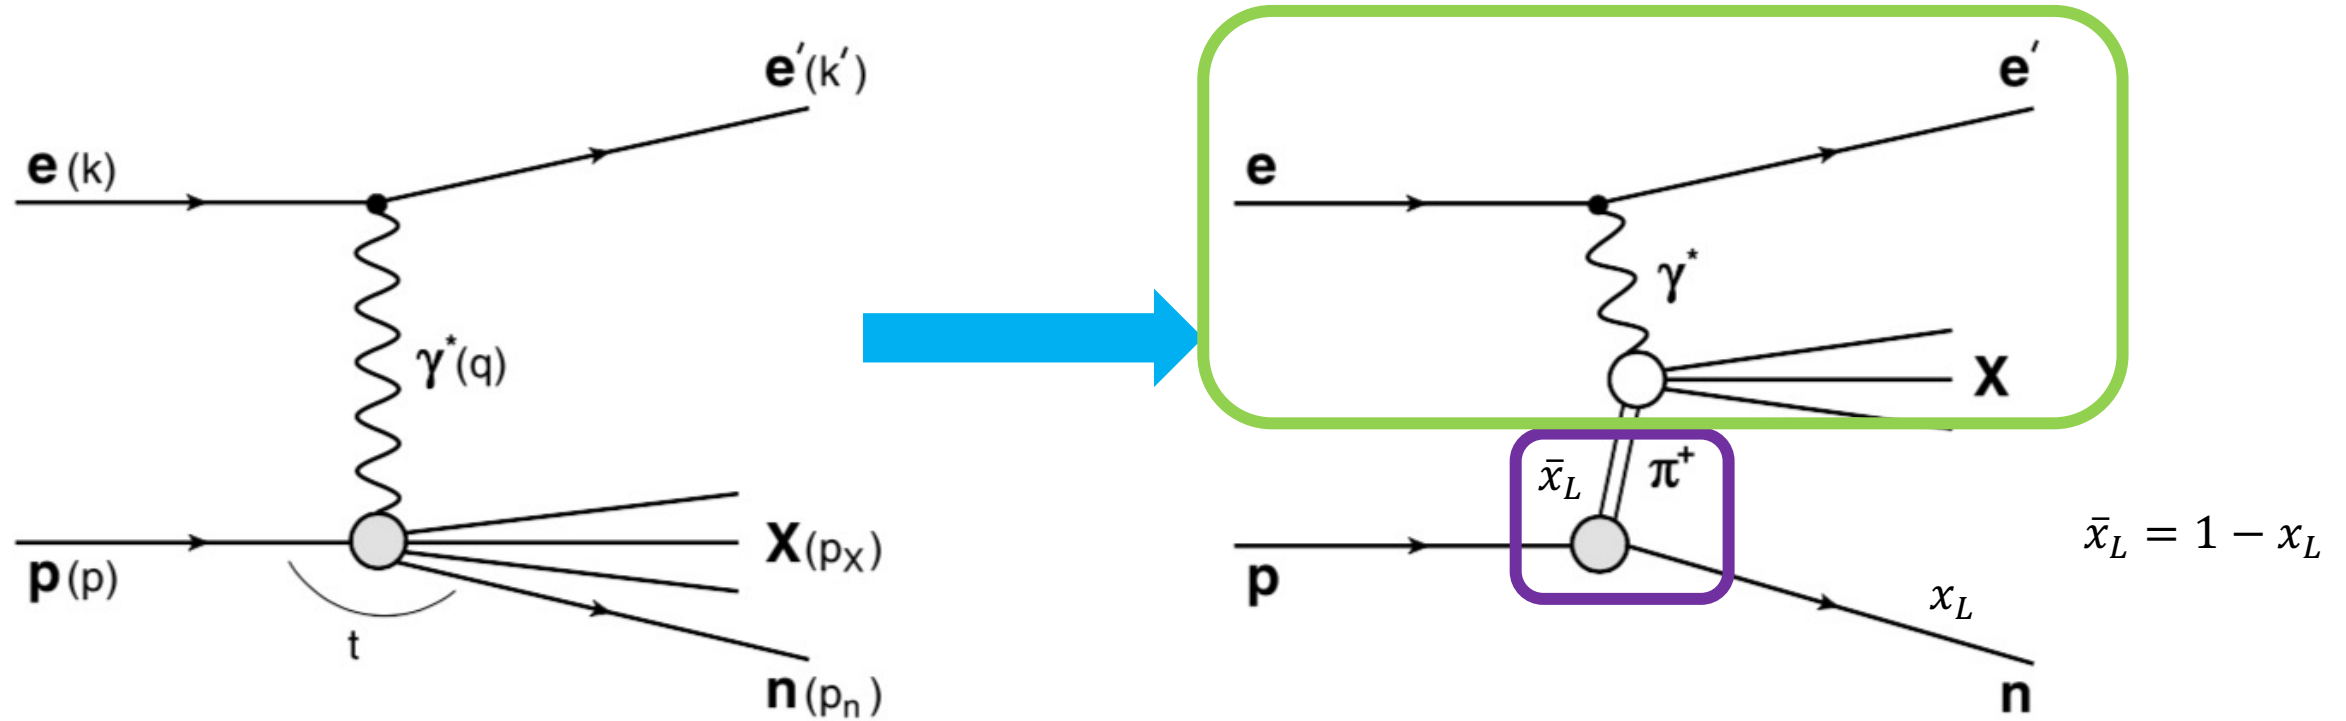 e′(k′)
e (k)
γ*(q)
p (p)
X(pX)
t
n(pn)
e′
e
γ*
X
x̄L
π+
p
xL
n
x̄L = 1 − xL